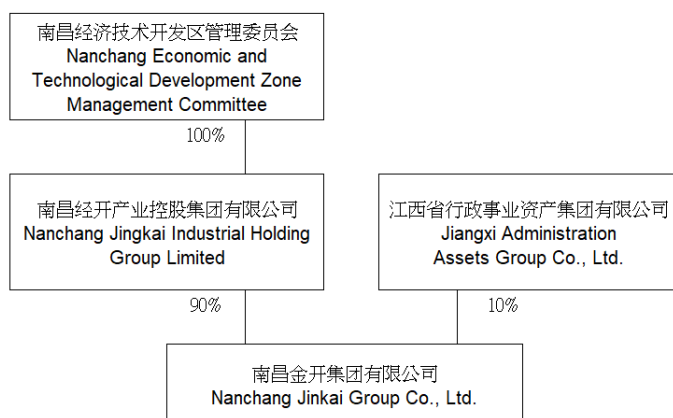 南昌经济技术开发区管理委员会
Nanchang Economic and
Technological Development Zone
Management Committee
100%
南昌经开产业控股集团有限公司
Nanchang Jingkai Industrial Holding
Group Limited
江西省行政事业资产集团有限公司
Jiangxi Administration
Assets Group Co., Ltd.
90%
10%
南昌金开集团有限公司
Nanchang Jinkai Group Co., Ltd.